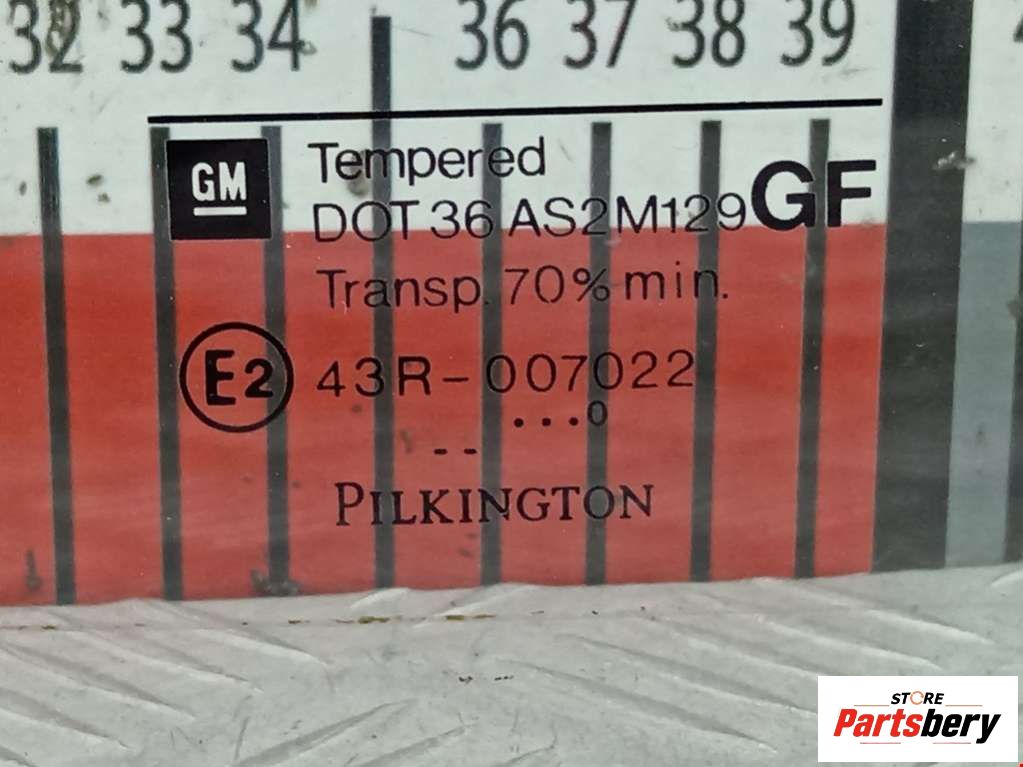 32 33 34 36 37 38 39
GM
Tempered
DOT 36 AS2 M129 GF
Transp. 70% min.
E2 43R-007022
...o
--
PILKINGTON
STORE
Partsbery